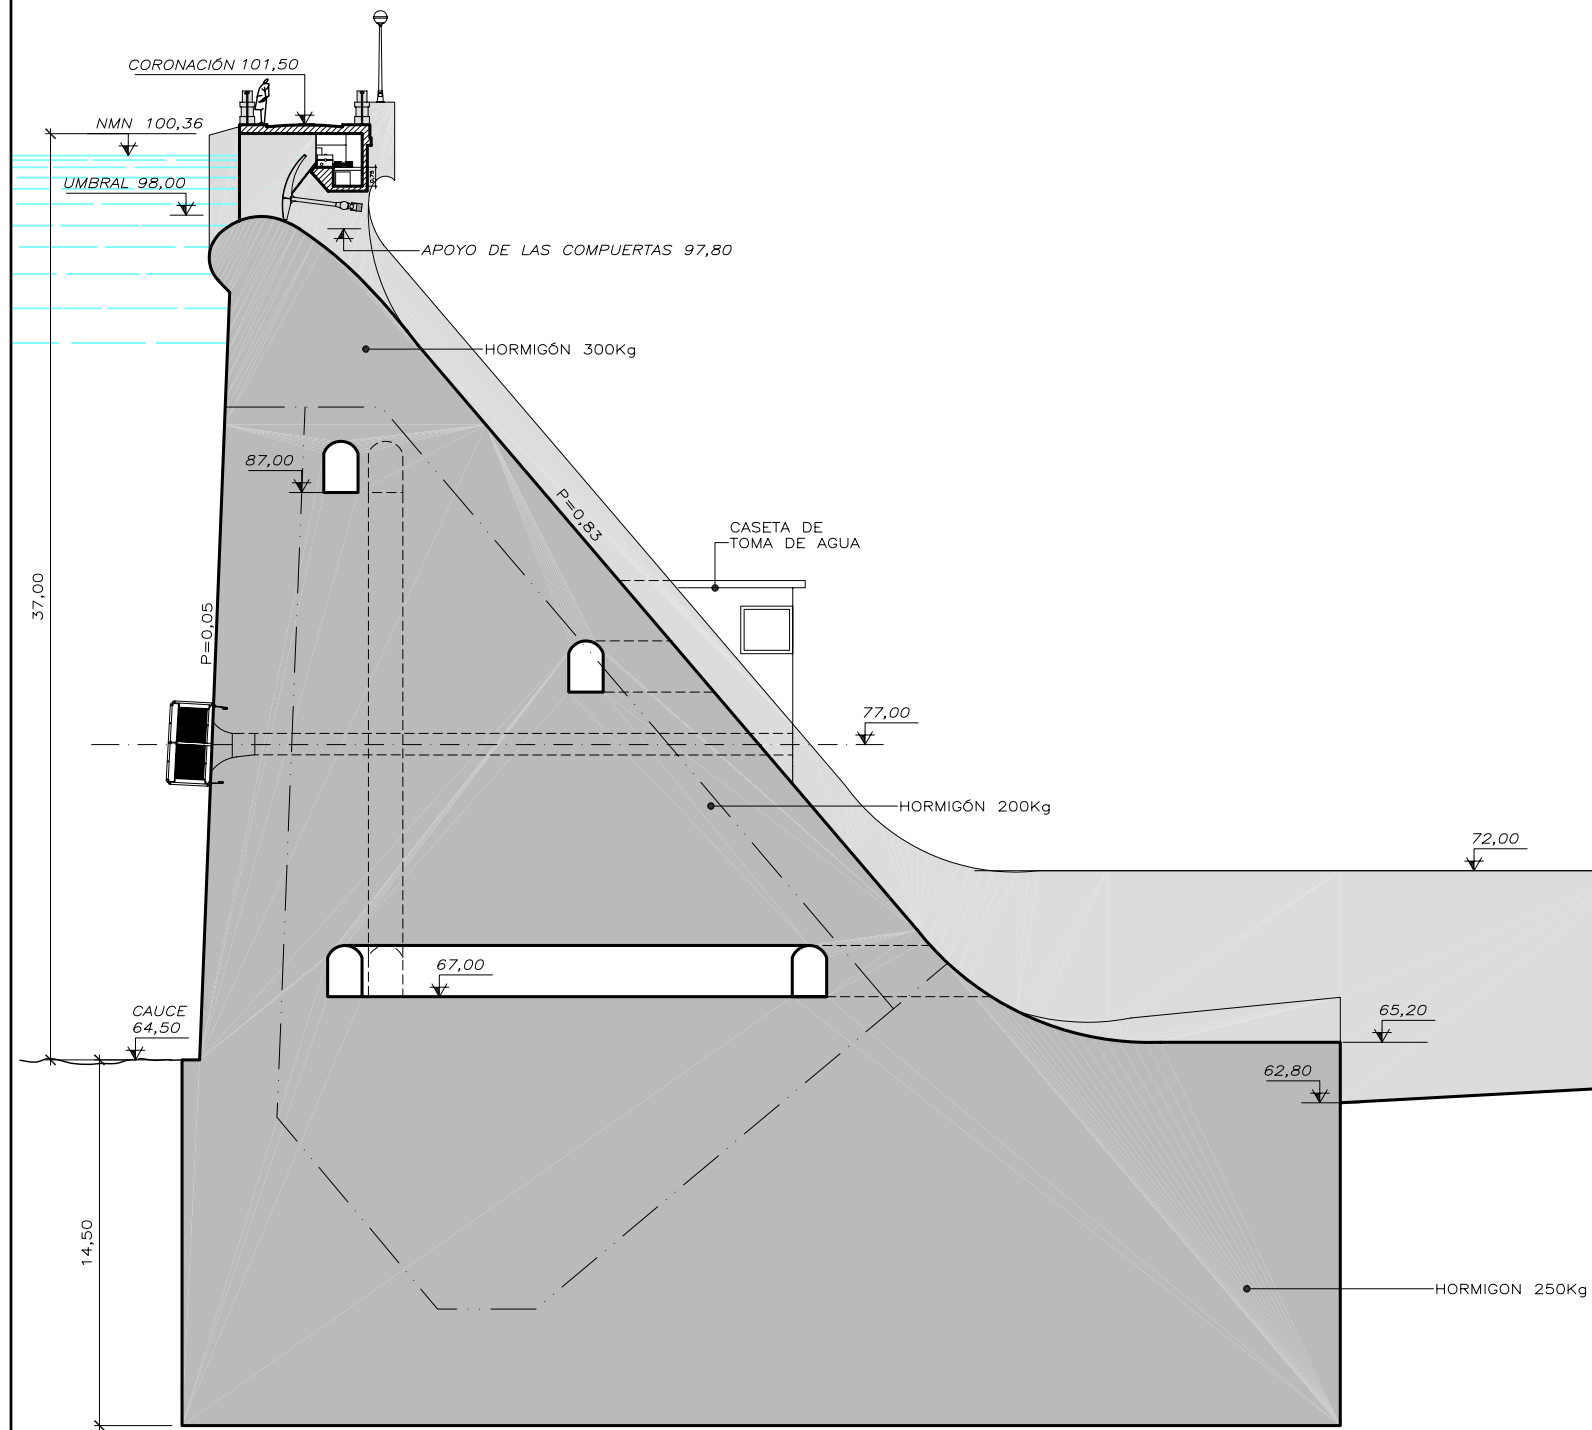 CORONACIÓN 101,50
NMN 100,36
UMBRAL 98,00
APOYO DE LAS COMPUERTAS 97,80
HORMIGÓN 300Kg
87,00
P=0,83
CASETA DE
TOMA DE AGUA
37,00
P=0,05
77,00
HORMIGÓN 200Kg
72,00
67,00
CAUCE
64,50
65,20
62,80
14,50
HORMIGON 250Kg